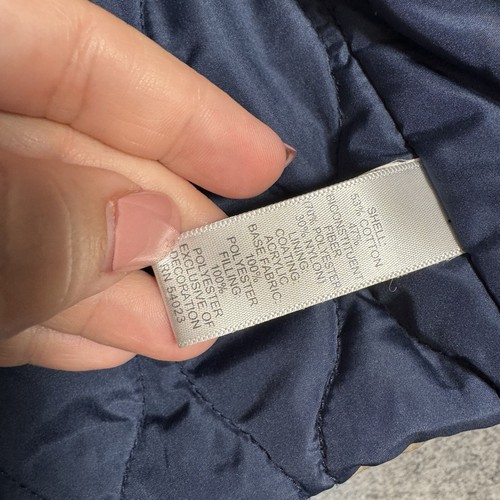 SHELL:
53% COTTON
47%
BICONSTITUENT
FIBER
(70% POLYESTER
30% NYLON)
LINING:
COATING:
ACRYLIC
BASE FABRIC:
100%
POLYESTER
FILLING:
100%
POLYESTER
EXCLUSIVE OF
DECORATION
RN 54023